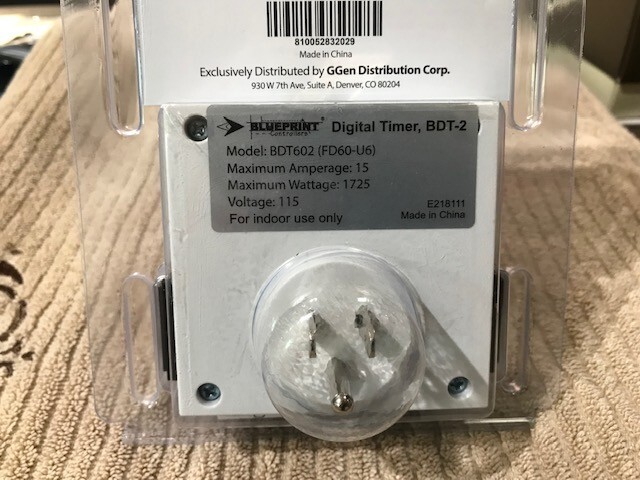 810052832029
Made in China
Exclusively Distributed by GGen Distribution Corp.
930 W 7th Ave, Suite A, Denver, CO 80204
BLUEPRINT® Controllers Digital Timer, BDT-2
Model: BDT602 (FD60-U6)
Maximum Amperage: 15
Maximum Wattage: 1725
Voltage: 115
For indoor use only
E218111
Made in China